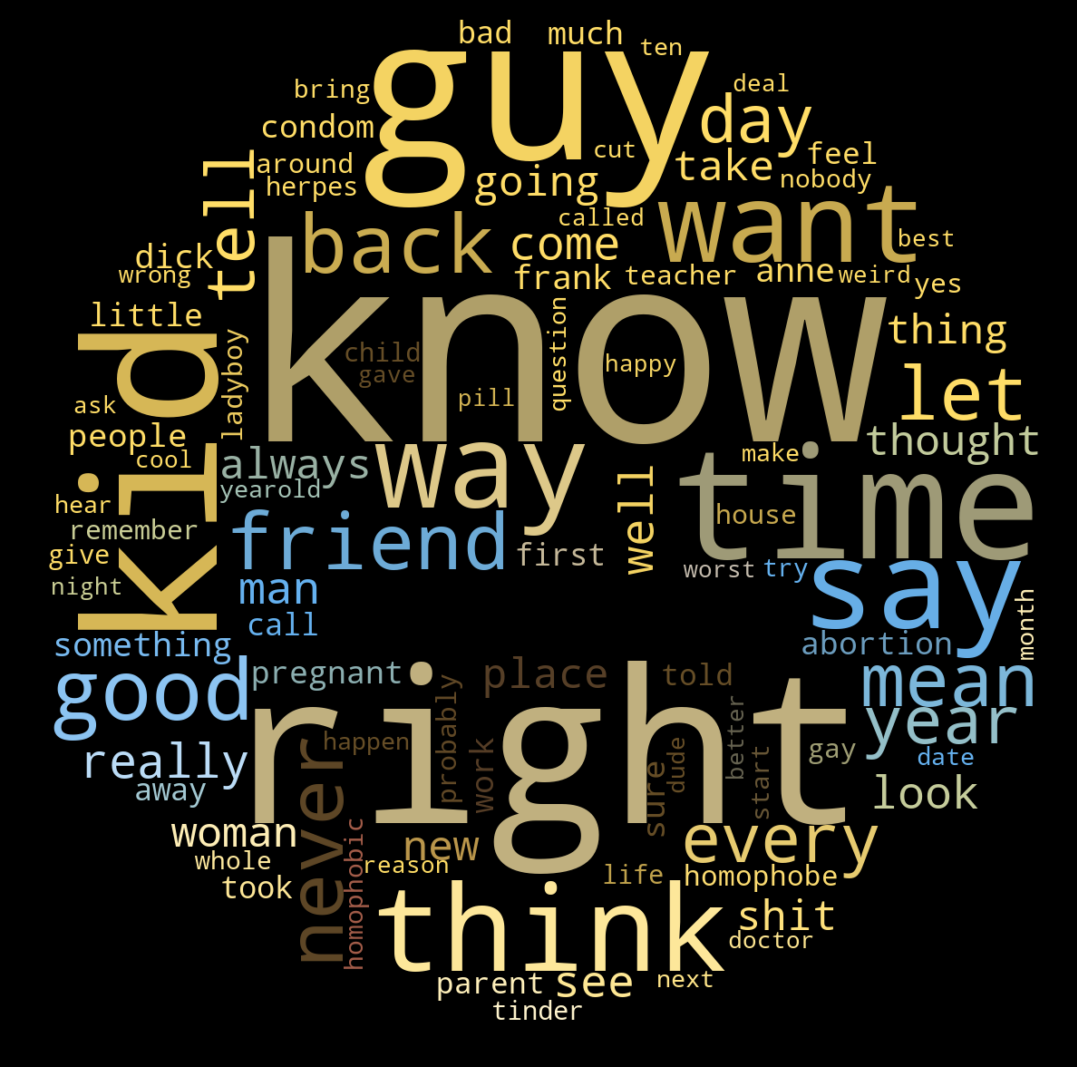 bad much ten
guy
bring deal
condom day
cut feel
around take
herpes going nobody
tell called want
back come best
dick frank teacher anne weird yes
wrong
know
little thing
kid ladyboy child question happy
gave let
ask pill
people way make thought
cool always time
yearold well
hear house
remember friend first
give worst try say
night man month
call
something abortion
pregnant place told mean
good right year
really happen probably work sure dude better start gay date
away look
woman never new every
whole homophobic reason
took life homophobe
think shit
doctor
parent see next
tinder